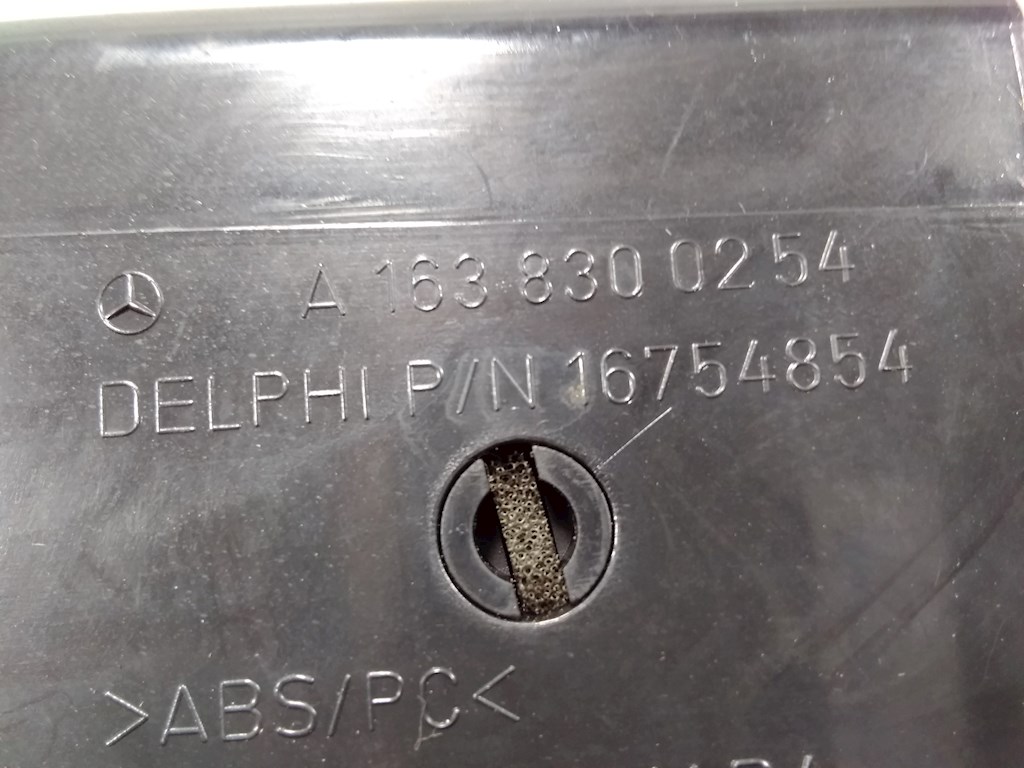 A 163 830 02 54
DELPHI P/N 16754854
>ABS/PC<